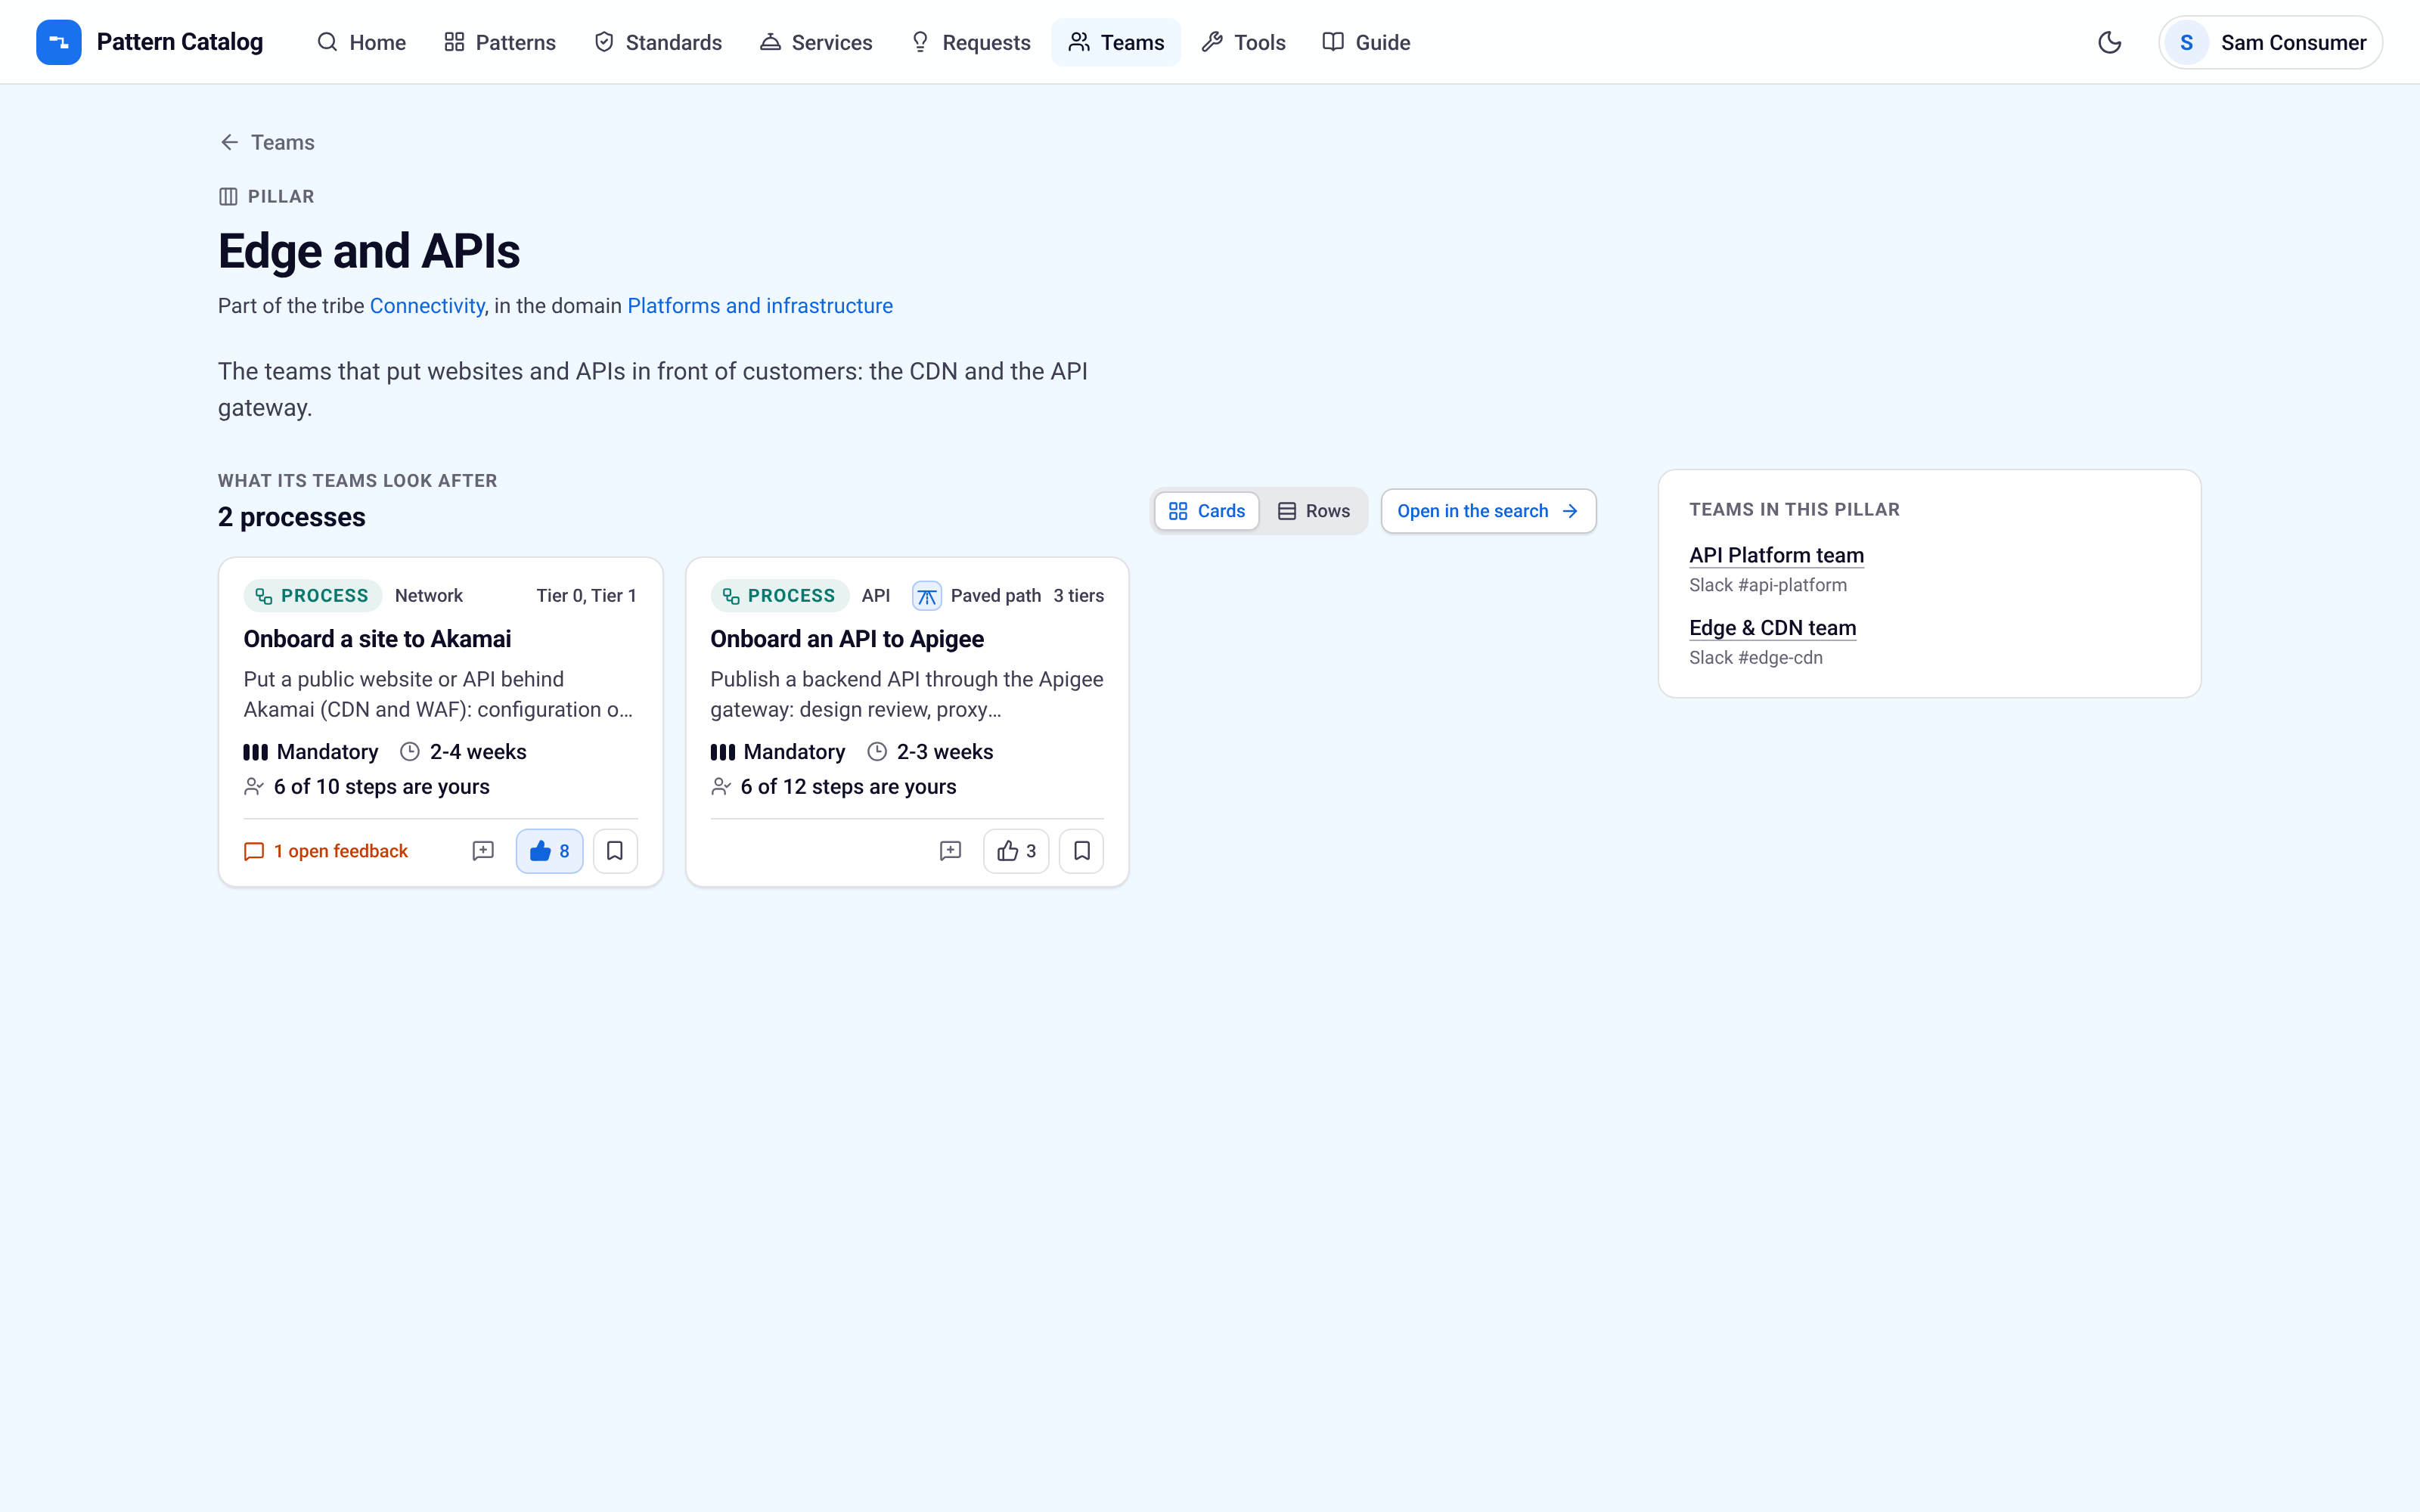 Pattern Catalog
Home
Patterns
Standards
Services
Requests
Teams
Tools
Guide
S
Sam Consumer
Teams
PILLAR
Edge and APIs
Part of the tribe Connectivity, in the domain Platforms and infrastructure
The teams that put websites and APIs in front of customers: the CDN and the API
gateway.
WHAT ITS TEAMS LOOK AFTER
2 processes
Cards
Rows
Open in the search
PROCESS
Network
Tier 0, Tier 1
Onboard a site to Akamai
Put a public website or API behind
Akamai (CDN and WAF): configuration o…
Mandatory
2-4 weeks
6 of 10 steps are yours
1 open feedback
8
PROCESS
API
Paved path
3 tiers
Onboard an API to Apigee
Publish a backend API through the Apigee
gateway: design review, proxy…
Mandatory
2-3 weeks
6 of 12 steps are yours
3
TEAMS IN THIS PILLAR
API Platform team
Slack #api-platform
Edge & CDN team
Slack #edge-cdn